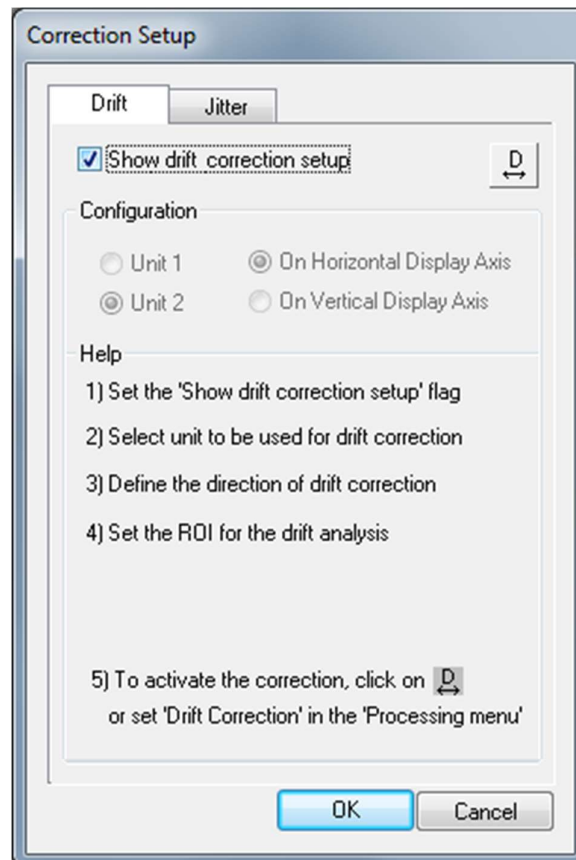 Correction Setup
Drift Jitter
Show drift correction setup D
Configuration
Unit 1 On Horizontal Display Axis
Unit 2 On Vertical Display Axis
Help
1) Set the 'Show drift correction setup' flag
2) Select unit to be used for drift correction
3) Define the direction of drift correction
4) Set the ROI for the drift analysis
5) To activate the correction, click on D
or set 'Drift Correction' in the 'Processing menu'
OK Cancel